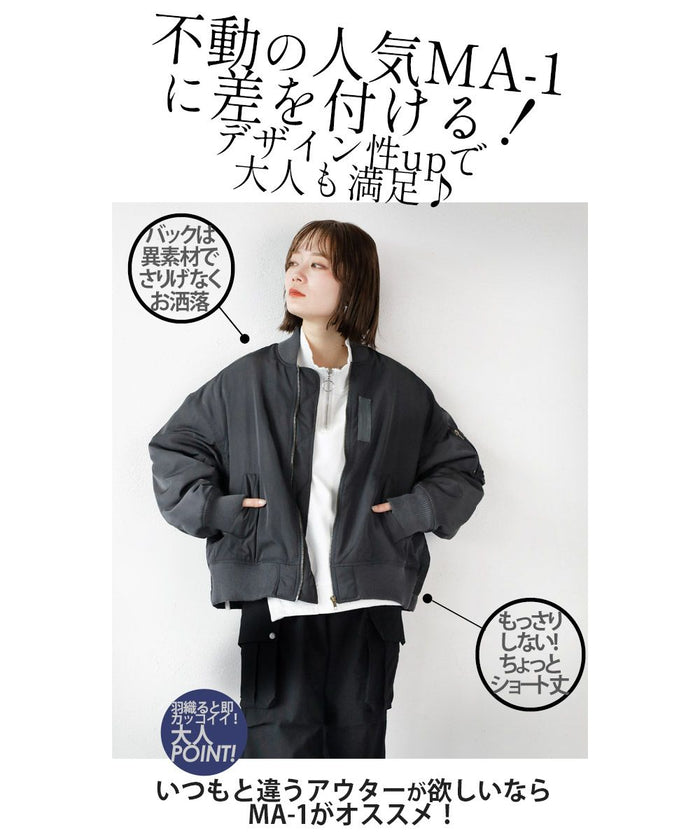 不動の人気MA-1
に差を付ける!
デザイン性upで
大人も満足♪
バックは
異素材で
さりげなく
お洒落
もっさり
しない!
ちょっと
ショート丈
羽織ると即
カッコイイ!
大人
POINT!
いつもと違うアウターが欲しいなら
MA-1がオススメ!